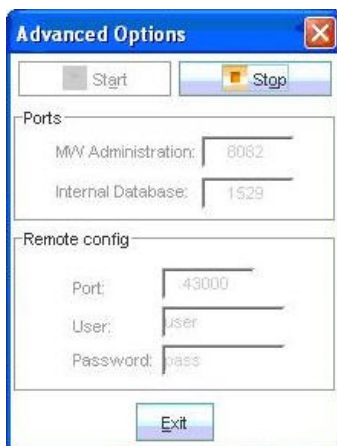 Advanced Options
Start Stop
Ports
MW Administration: 8082
Internal Database: 1529
Remote config
Port: 43000
User: user
Password: pass
Exit